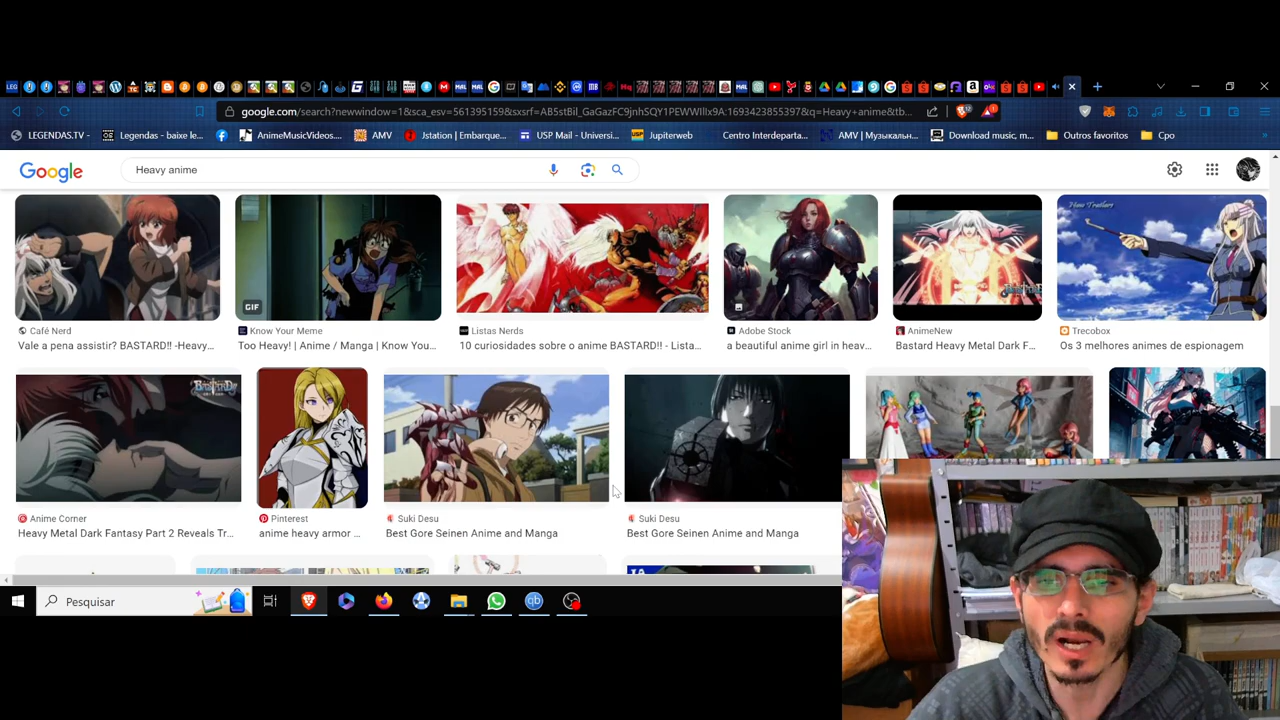 google.com/search?newwindow=1&sca_esv=561395159&sxsrf=AB5stBil_GaGazFC9jnhSQY1PEWWIllx9A:1693423855397&q=Heavy+anime&tb...
LEGENDS.TV -
Legendas - baixe le...
AnimeMusicVideos....
AMV
Jstation | Embarque...
USP Mail - Universi...
Jupiterweb
Centro Interdeparta...
AMV | Музыкальн...
Download music, m...
Outros favoritos
Cpo
Google
Heavy anime
GIF
New Trailer!
Café Nerd
Know Your Meme
Listas Nerds
Adobe Stock
AnimeNew
Trecobox
Vale a pena assistir? BASTARD!! -Heavy...
Too Heavy! | Anime / Manga | Know You...
10 curiosidades sobre o anime BASTARD!! - Lista...
a beautiful anime girl in heav...
Bastard Heavy Metal Dark F...
Os 3 melhores animes de espionagem
BASTARD
Anime Corner
Pinterest
Suki Desu
Suki Desu
Heavy Metal Dark Fantasy Part 2 Reveals Tr...
anime heavy armor ...
Best Gore Seinen Anime and Manga
Best Gore Seinen Anime and Manga
Pesquisar